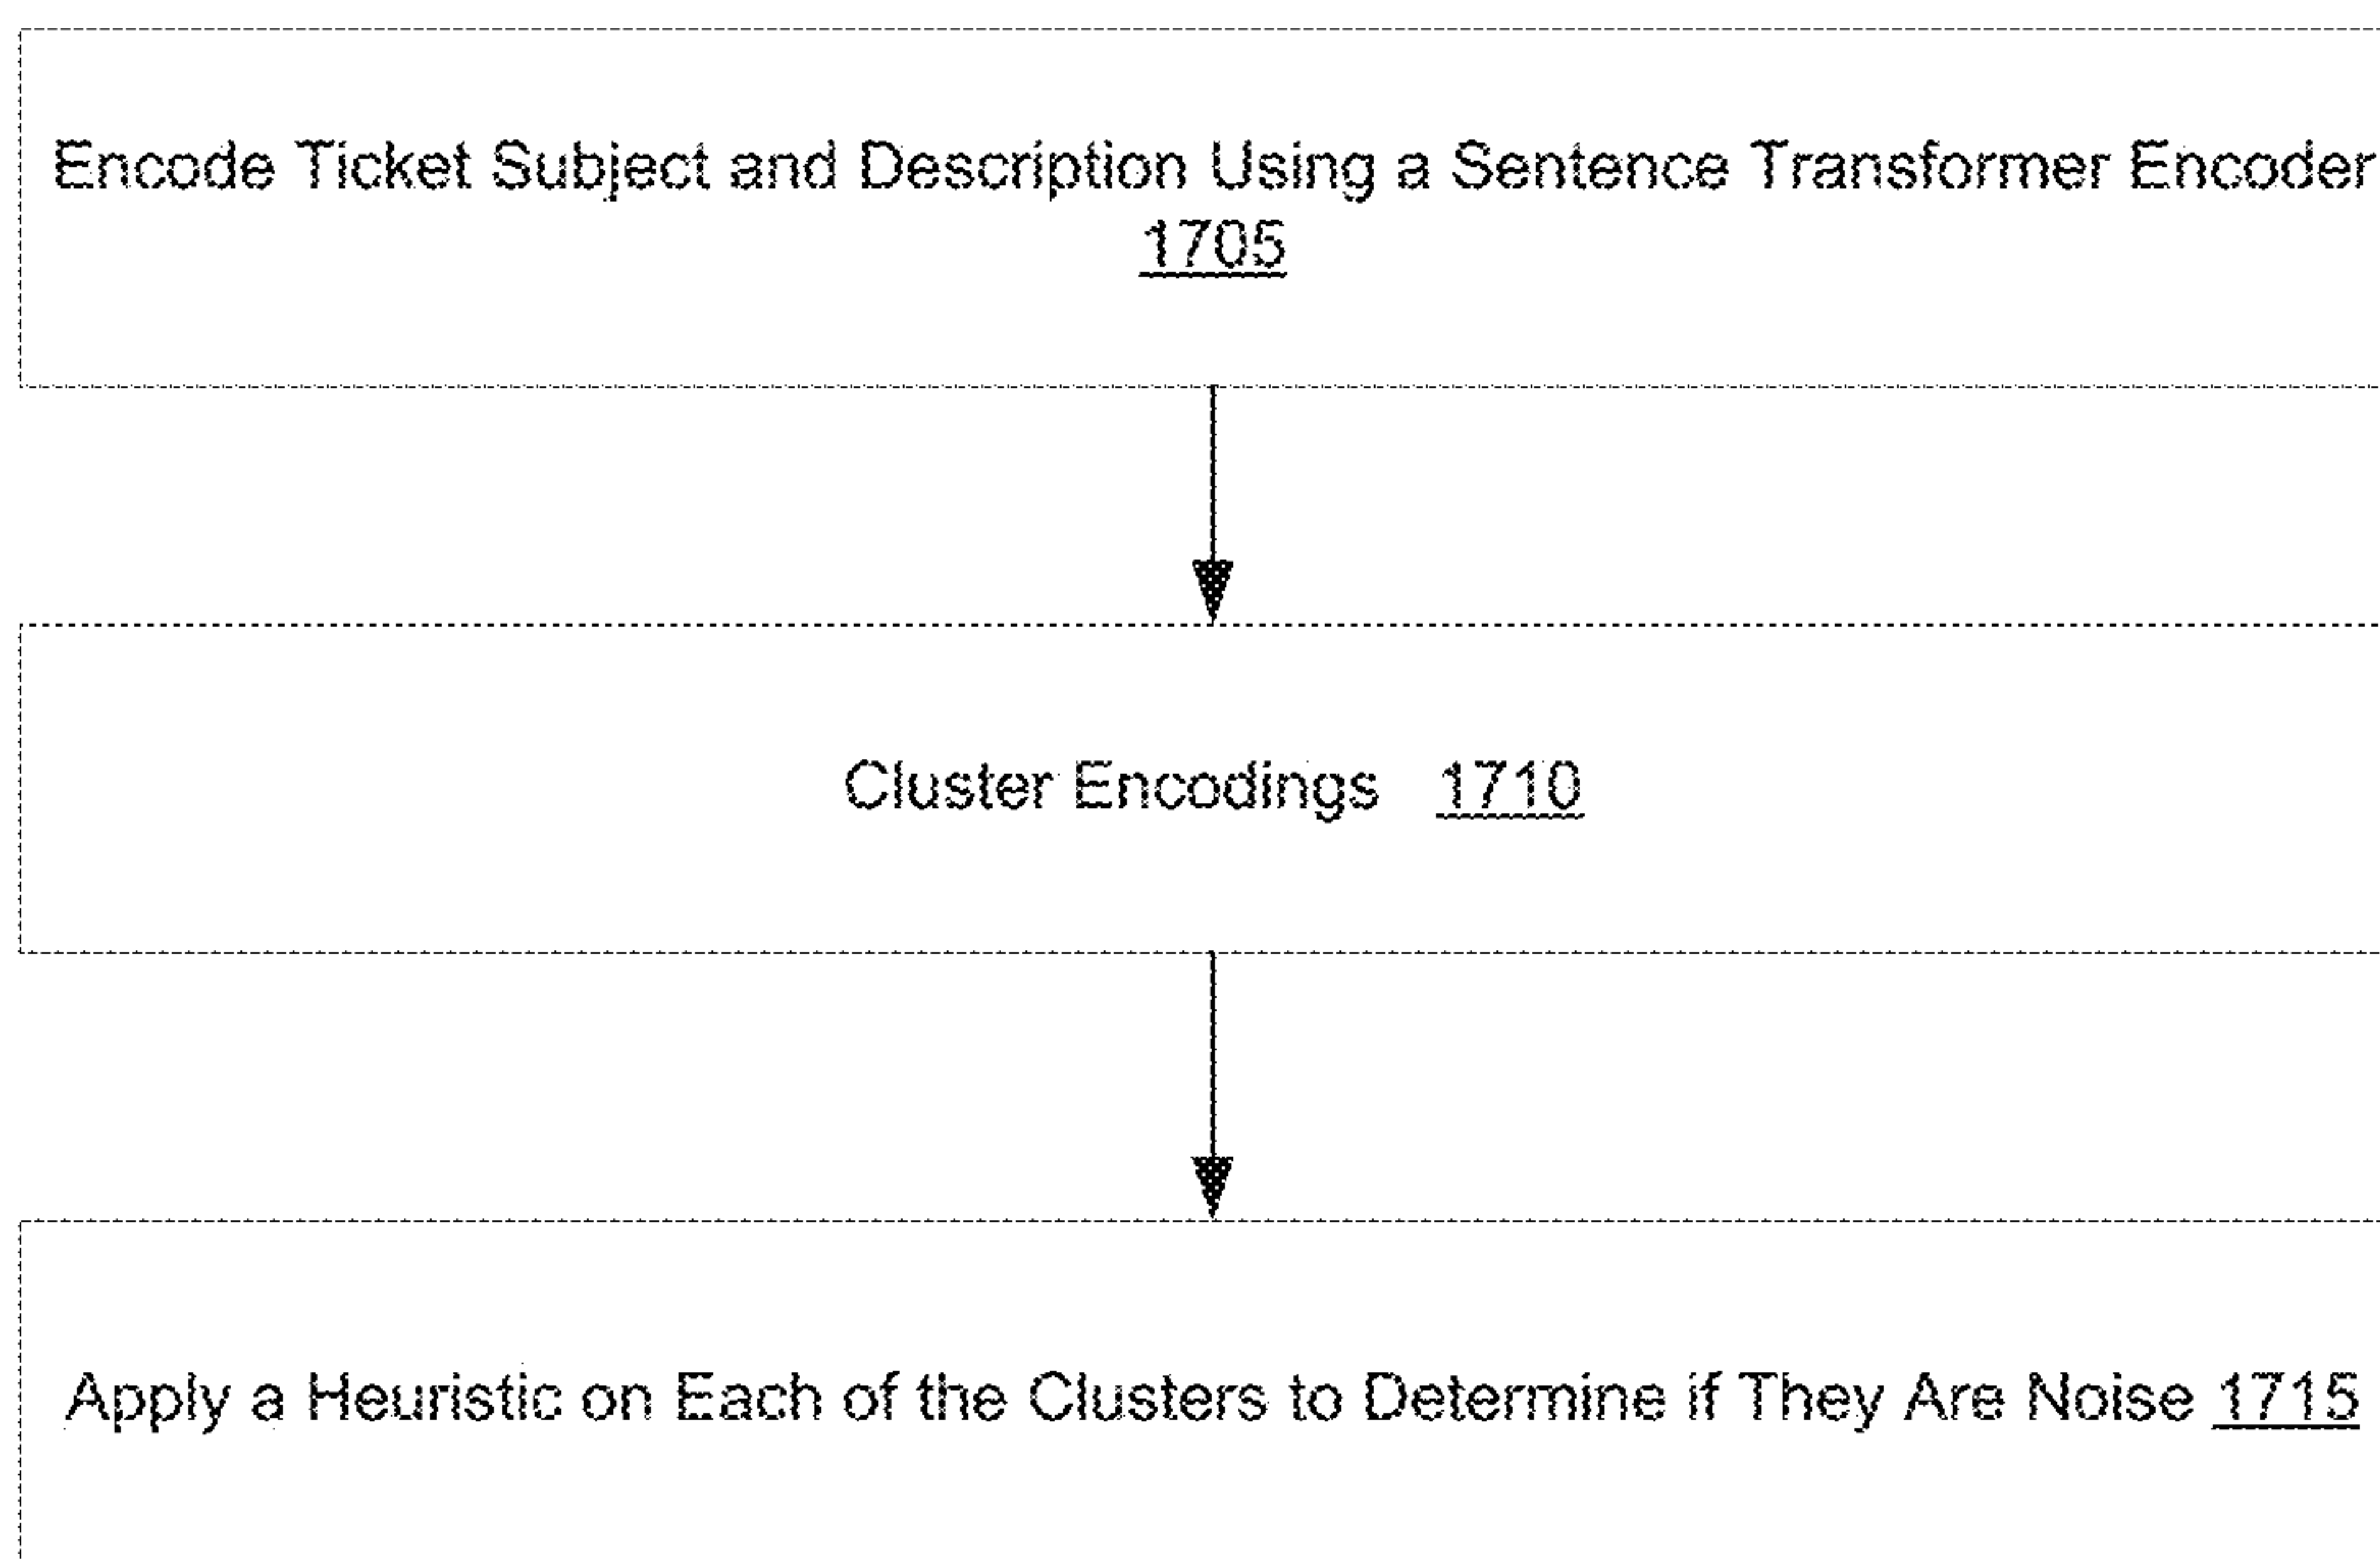 Encode Ticket Subject and Description Using a Sentence Transformer Encoder
1705
Cluster Encodings 1710
Apply a Heuristic on Each of the Clusters to Determine if They Are Noise 1715